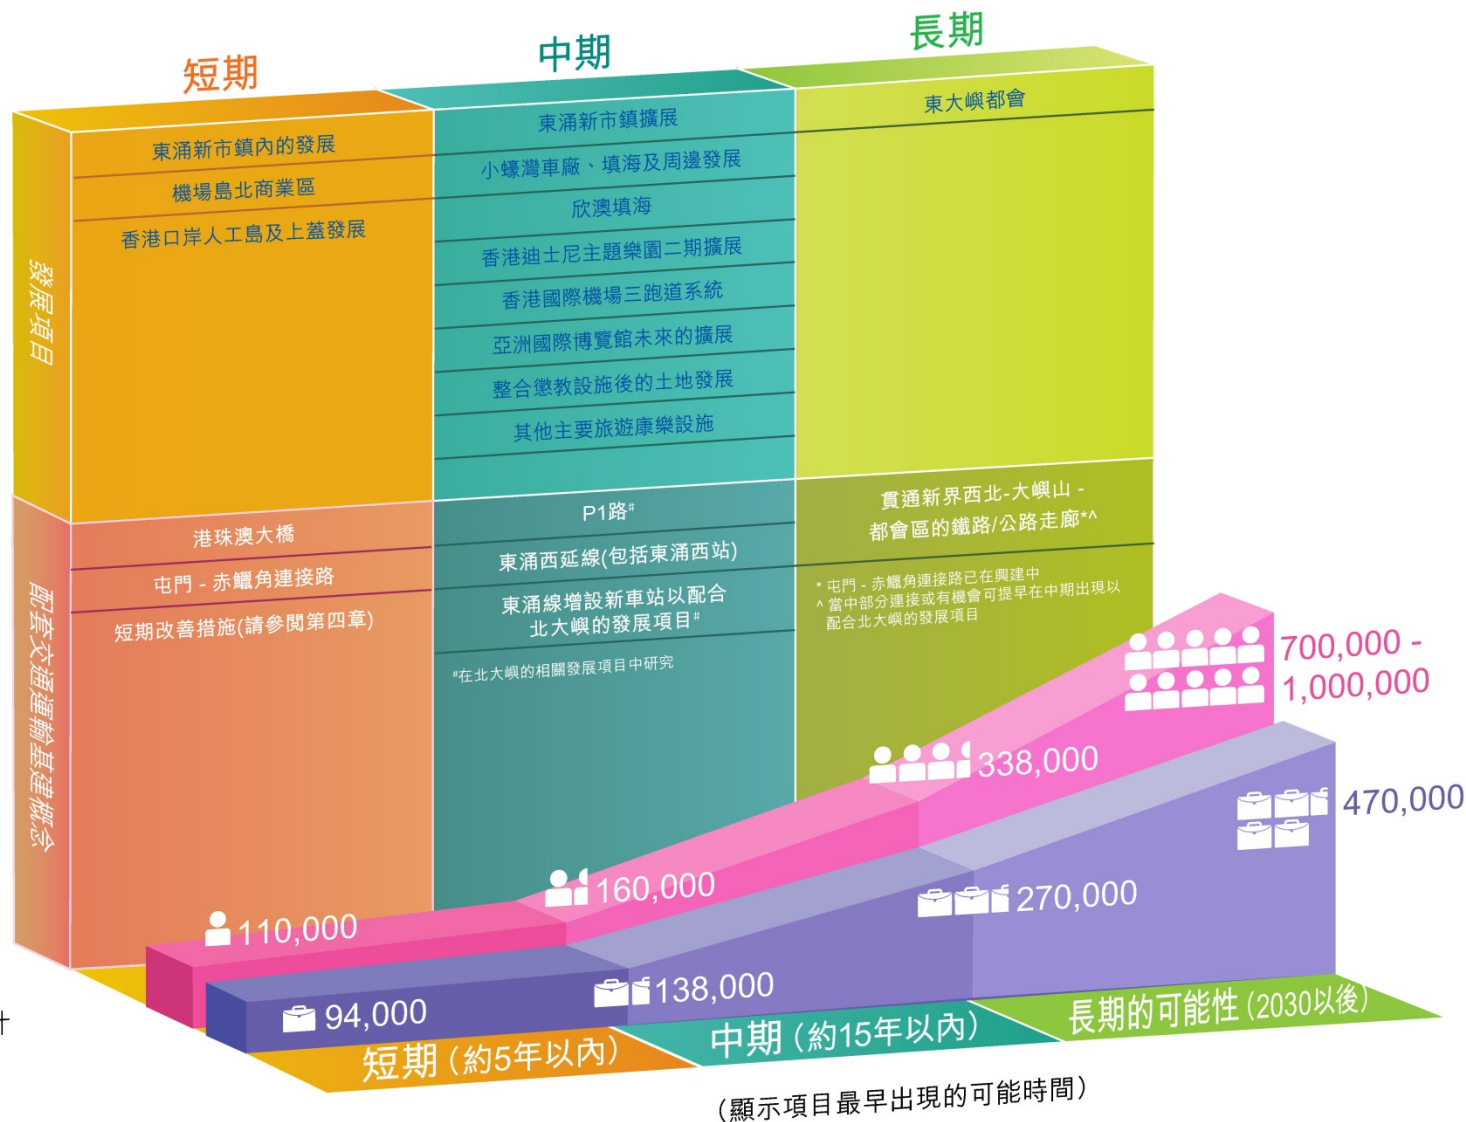 短期
中期
長期
發展項目
東涌新市鎮內的發展
機場島北商業區
香港口岸人工島及上蓋發展
東涌新市鎮擴展
小蠔灣車廠、填海及周邊發展
欣澳填海
香港迪士尼主題樂園二期擴展
香港國際機場三跑道系統
亞洲國際博覽館未來的擴展
整合懲教設施後的土地發展
其他主要旅遊康樂設施
東大嶼都會
配套交通運輸基建概念
港珠澳大橋
屯門 - 赤鱲角連接路
短期改善措施(請參閱第四章)
P1路#
東涌西延線(包括東涌西站)
東涌線增設新車站以配合
北大嶼的發展項目#
#在北大嶼的相關發展項目中研究
貫通新界西北-大嶼山 -
都會區的鐵路/公路走廊*^
* 屯門 - 赤鱲角連接路已在興建中
^ 當中部分連接或有機會可提早在中期出現以
配合北大嶼的發展項目
110,000
160,000
338,000
700,000 -
1,000,000
94,000
138,000
270,000
470,000
計
短期（約5年以內）
中期（約15年以內）
長期的可能性（2030以後）
（顯示項目最早出現的可能時間）